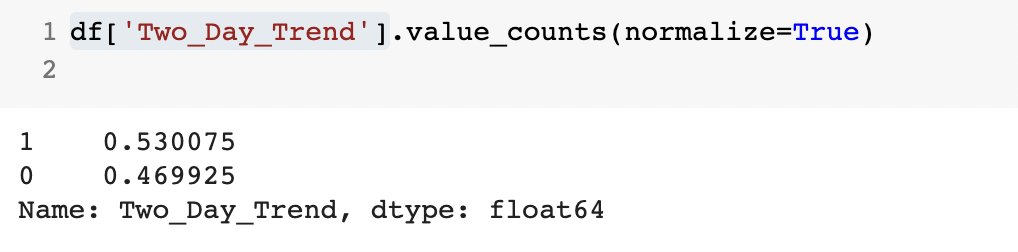 1 df['Two_Day_Trend'].value_counts(normalize=True)
2
1    0.530075
0    0.469925
Name: Two_Day_Trend, dtype: float64